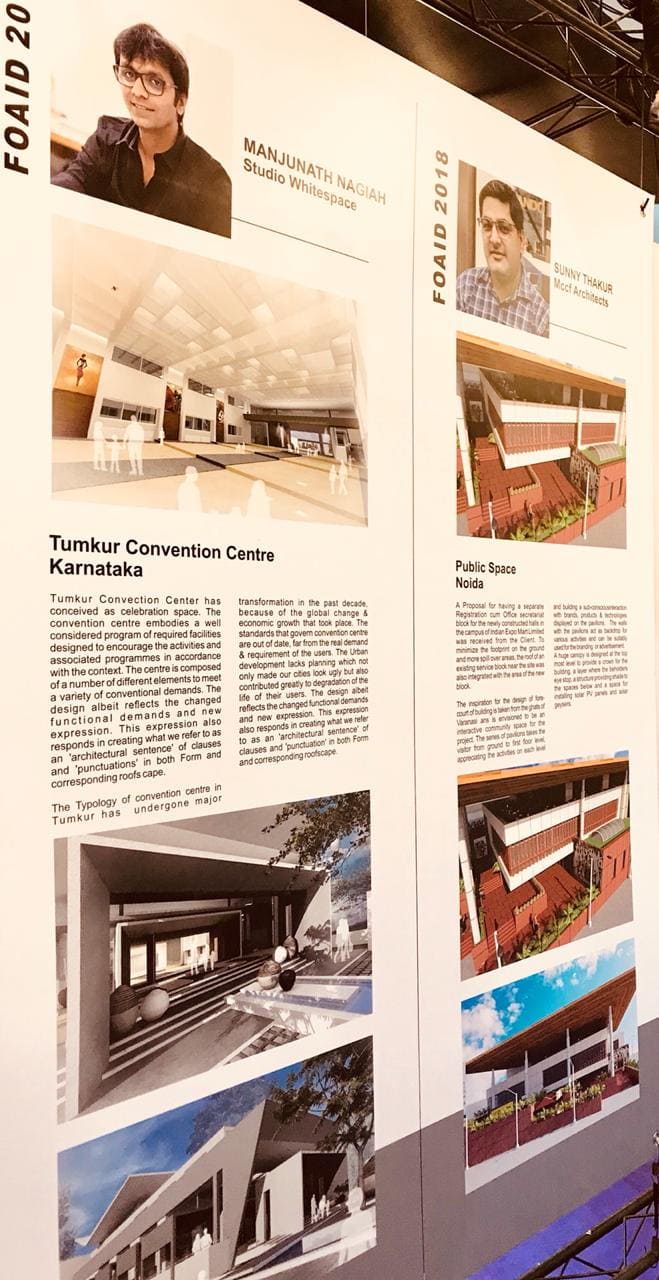 FOAID 20
MANJUNATH NAGIAH
Studio Whitespace
Tumkur Convention Centre
Karnataka
Tumkur Convection Center has
conceived as celebration space. The
convention centre embodies a well
considered program of required facilities
designed to encourage the activities and
associated programmes in accordance
with the context. The centre is composed
of a number of different elements to meet
a variety of conventional demands. The
design albeit reflects the changed
functional demands and new
expression. This expression also
responds in creating what we refer to as
an 'architectural sentence' of clauses
and 'punctuations' in both Form and
corresponding roofs cape.
The Typology of convention centre in
Tumkur has undergone major
transformation in the past decade,
because of the global change &
economic growth that took place. The
standards that govern convention centre
are out of date, far from the real demand
& requirement of the users. The Urban
development lacks planning which not
only made our cities look ugly but also
contributed greatly to degradation of the
life of their users. The design albeit
reflects the changed functional demands
and new expression. This expression
also responds in creating what we refer
to as an 'architectural sentence' of
clauses and 'punctuation' in both Form
and corresponding roofscape.
FOAID 2018
SUNNY THAKUR
Mccf Architects
Public Space
Noida
A Proposal for having a separate
Registration cum Office secretariat
block for the newly constructed halls in
the campus of Indian Expo Mart Limited
was received from the Client. To
minimize the footprint on the ground
and more spill over areas, the roof of an
existing service block near the site was
also integrated with the area of the new
block.
The inspiration for the design of fore-
court of building is taken from the ghats of
Varanasi ans is envisioned to be an
interactive community space for the
project. The series of pavilions takes the
visitor from ground to first floor level,
appreciating the activities on each level
and building a sub-conscious interaction
with brands, products & technologies
displayed on the pavilions. The walls
with the pavilions act as backdrop for
various activities and can be suitably
used for the branding or advertisement.
A huge canopy is designed at the top
most level to provide a crown for the
building, a layer where the beholder's
eye stop, a structure providing shade to
the spaces below and a space for
installing solar PV panels and solar
geysers.